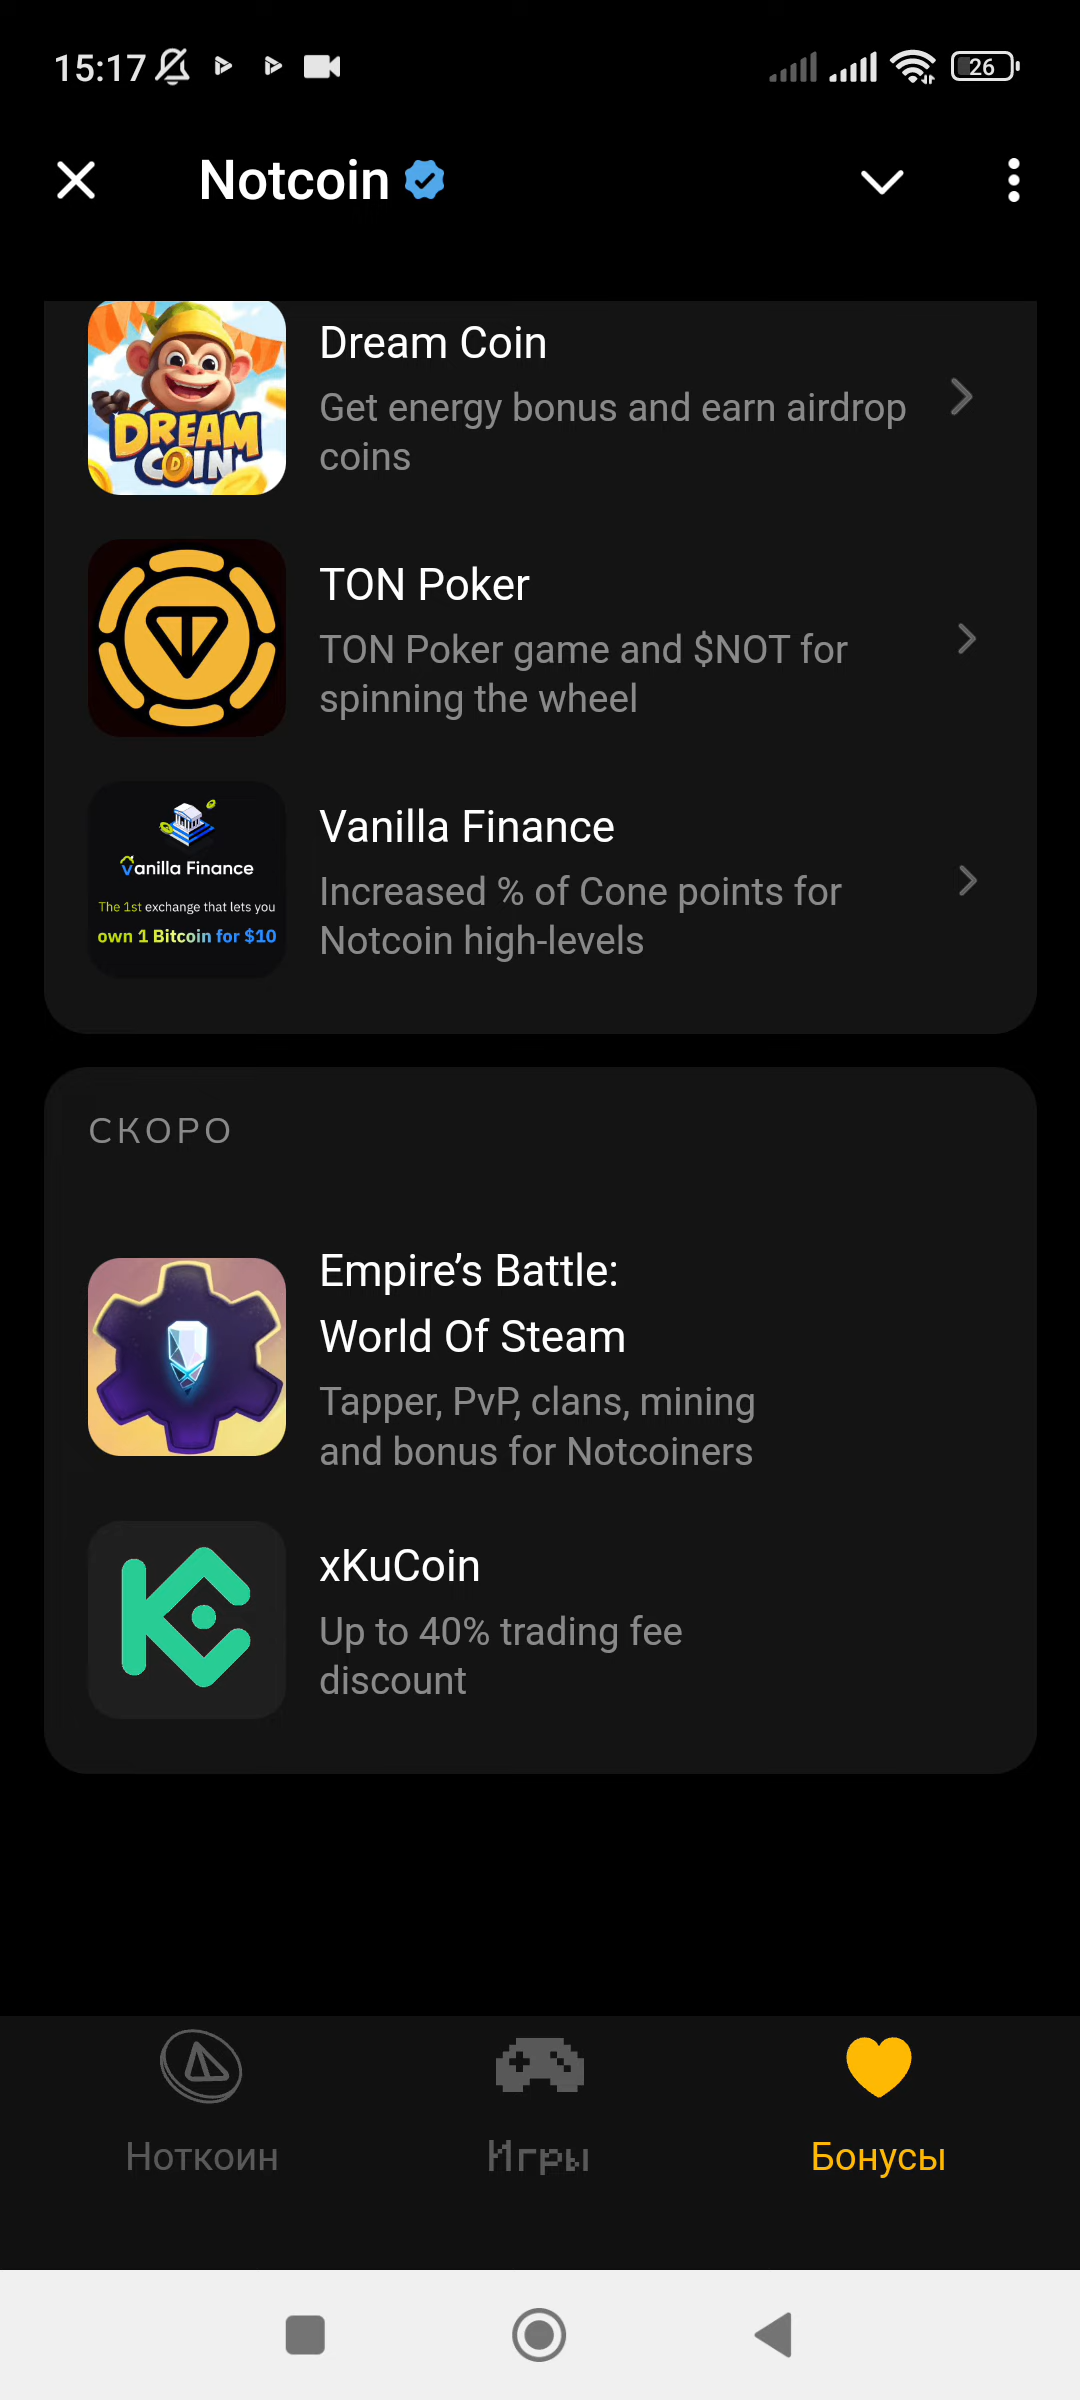 15:17
26
Notcoin
Dream Coin
Get energy bonus and earn airdrop
coins
DREAM
COIN
TON Poker
TON Poker game and $NOT for
spinning the wheel
Vanilla Finance
The 1st exchange that lets you
own 1 Bitcoin for $10
Vanilla Finance
Increased % of Cone points for
Notcoin high-levels
СКОРО
Empire’s Battle:
World Of Steam
Tapper, PvP, clans, mining
and bonus for Notcoiners
xKuCoin
Up to 40% trading fee
discount
Ноткоин
Игры
Бонусы